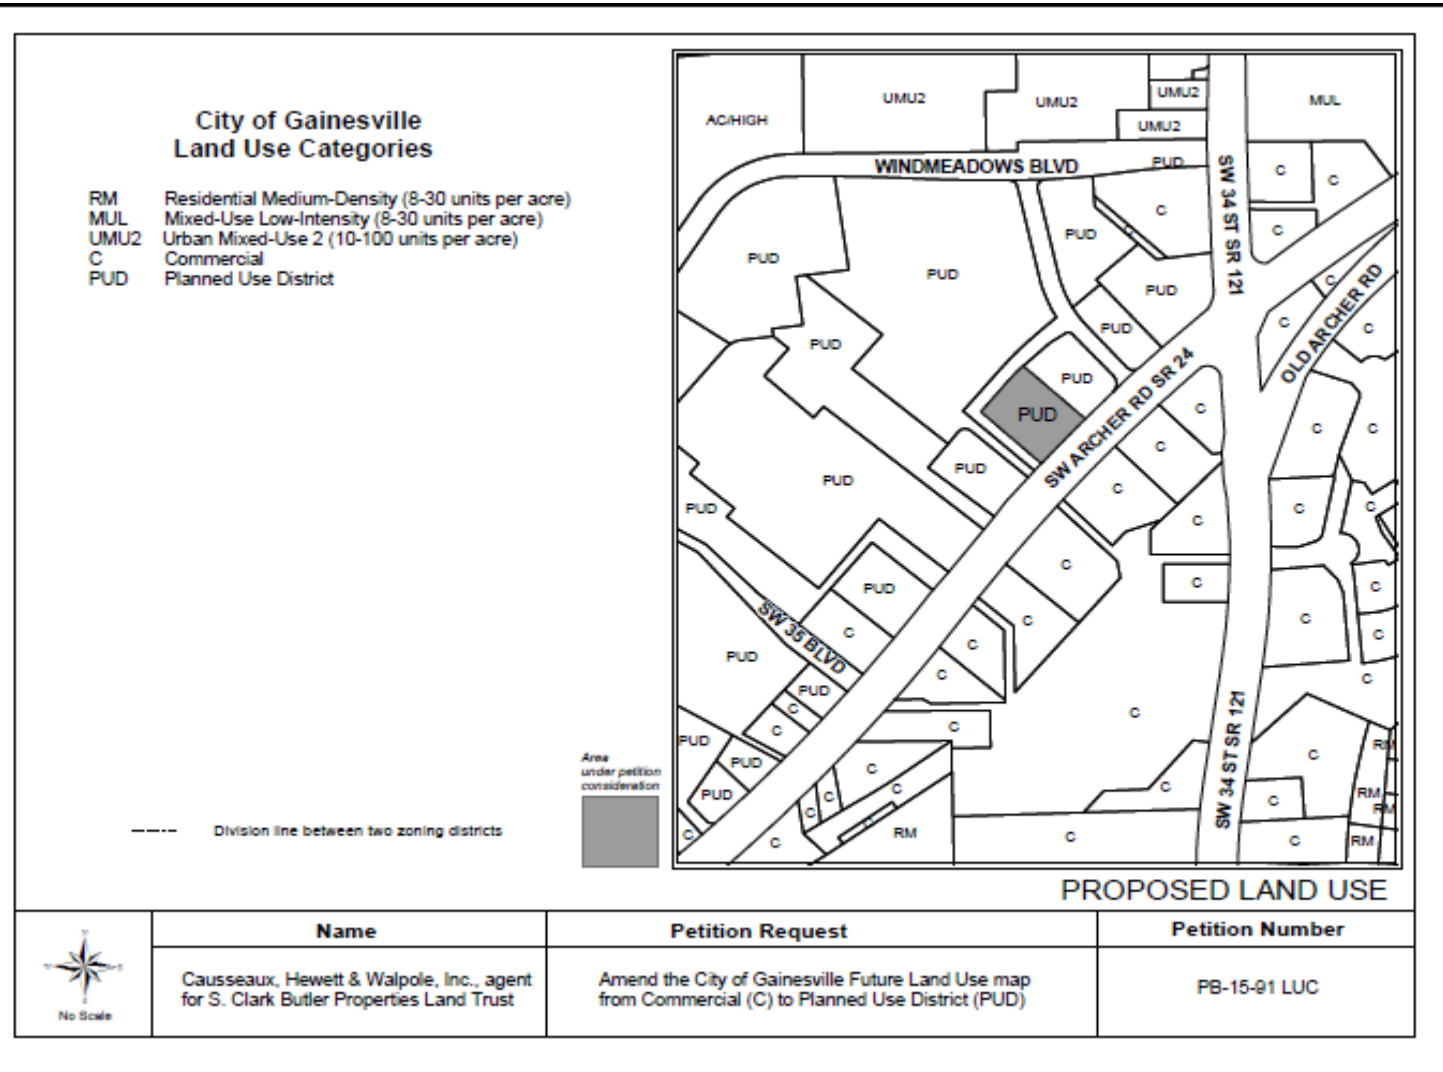 City of Gainesville
Land Use Categories
RM Residential Medium-Density (8-30 units per acre)
MUL Mixed-Use Low-Intensity (8-30 units per acre)
UMU2 Urban Mixed-Use 2 (10-100 units per acre)
C Commercial
PUD Planned Use District
Area
under petition
consideration
Division line between two zoning districts
AC/HIGH
UMU2
UMU2
UMU2
UMU2
MUL
WINDMEADOWS BLVD
PUD
SW 34 ST SR 121
C
C
C
C
C
PUD
PUD
PUD
PUD
PUD
PUD
PUD
PUD
C
C
C
OLD ARCHER RD
SW ARCHER RD SR 24
PUD
C
C
C
C
C
PUD
PUD
PUD
C
C
C
PUD
C
C
C
C
SW 35 BLVD
C
C
C
C
C
PUD
C
C
PUD
C
C
C
C
SW 34 ST SR 121
PUD
PUD
PUD
C
C
C
C
C
C
C
RM
C
C
C
C
C
RM
RM
RM
RM
PROPOSED LAND USE
Name
Petition Request
Petition Number
No Scale
Causseaux, Hewett & Walpole, Inc., agent
for S. Clark Butler Properties Land Trust
Amend the City of Gainesville Future Land Use map
from Commercial (C) to Planned Use District (PUD)
PB-15-91 LUC